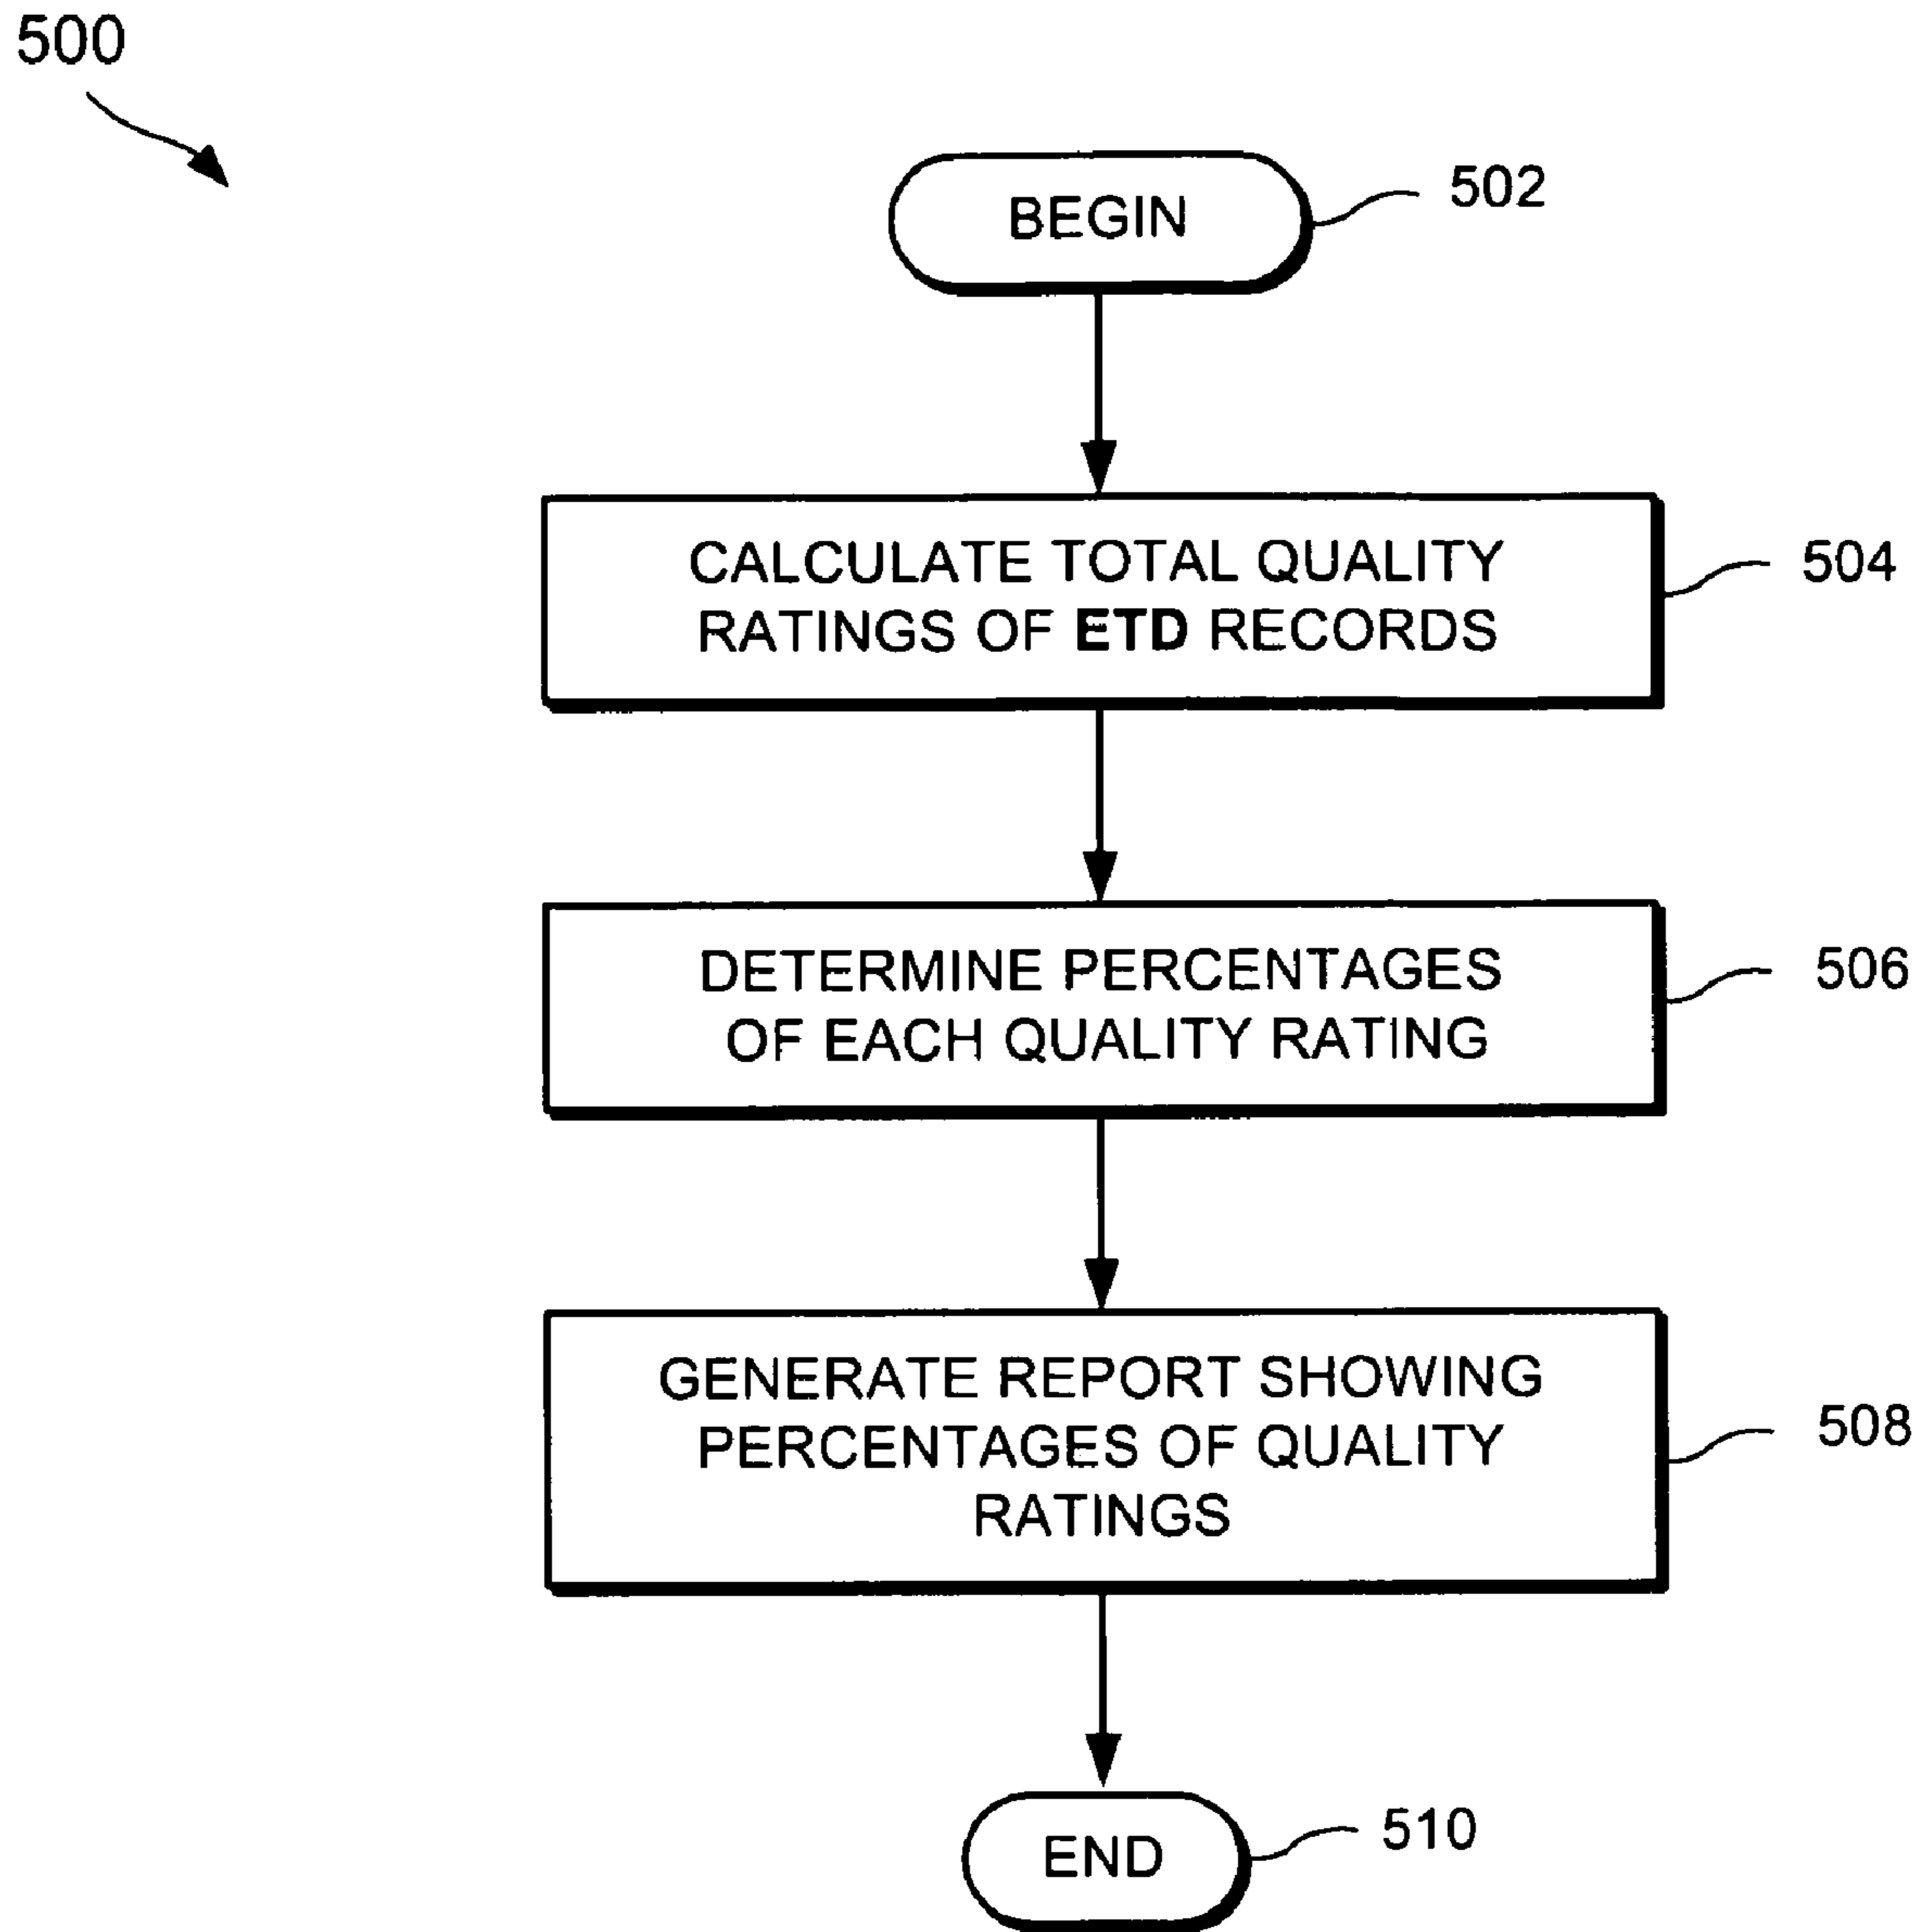 500
BEGIN
502
CALCULATE TOTAL QUALITY
RATINGS OF ETD RECORDS
504
DETERMINE PERCENTAGES
OF EACH QUALITY RATING
506
GENERATE REPORT SHOWING
PERCENTAGES OF QUALITY
RATINGS
508
END
510